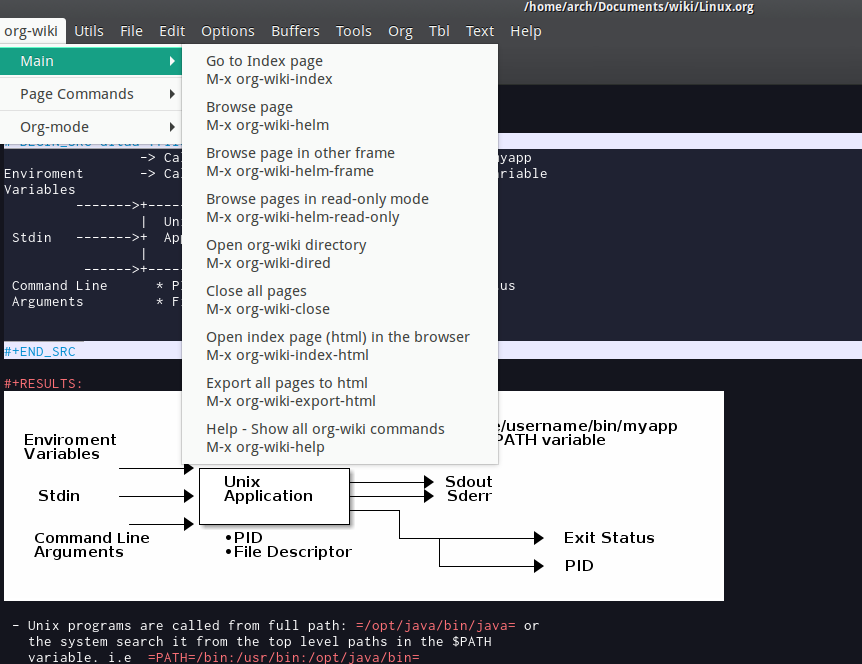 /home/arch/Documents/wiki/Linux.org
org-wiki Utils File Edit Options Buffers Tools Org Tbl Text Help
Main
Page Commands
Org-mode
Go to Index page
M-x org-wiki-index
Browse page
M-x org-wiki-helm
Browse page in other frame
M-x org-wiki-helm-frame
Browse pages in read-only mode
M-x org-wiki-helm-read-only
Open org-wiki directory
M-x org-wiki-dired
Close all pages
M-x org-wiki-close
Open index page (html) in the browser
M-x org-wiki-index-html
Export all pages to html
M-x org-wiki-export-html
Help - Show all org-wiki commands
M-x org-wiki-help
-> Ca
Enviroment -> Ca
Variables
------->+----
| Uni
Stdin ------->+ Ap
|
------>+----
Command Line * P
Arguments * F
#+END_SRC
#+RESULTS:
e/username/bin/myapp
PATH variable
Enviroment
Variables
Stdin
Command Line
Arguments
Unix
Application
•PID
•File Descriptor
Sdout
Sderr
Exit Status
PID
- Unix programs are called from full path: =/opt/java/bin/java= or
the system search it from the top level paths in the $PATH
variable. i.e =PATH=/bin:/usr/bin:/opt/java/bin=